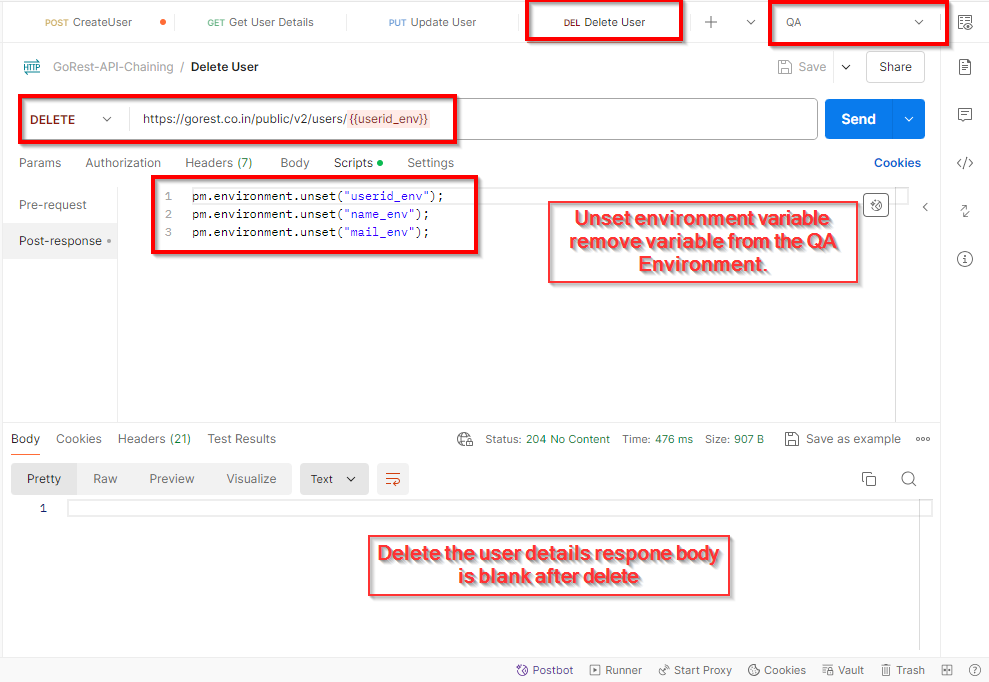 POST CreateUser GET Get User Details PUT Update User DEL Delete User QA
HTTP GoRest-API-Chaining / Delete User Save Share
DELETE https://gorest.co.in/public/v2/users/{{userid_env}} Send
Params Authorization Headers (7) Body Scripts Settings Cookies
Pre-request
Post-response
1 pm.environment.unset("userid_env");
2 pm.environment.unset("name_env");
3 pm.environment.unset("mail_env");
Unset environment variable
remove variable from the QA
Environment.
Body Cookies Headers (21) Test Results Status: 204 No Content Time: 476 ms Size: 907 B Save as example
Pretty Raw Preview Visualize Text
1
Delete the user details respone body
is blank after delete
Postbot Runner Start Proxy Cookies Vault Trash